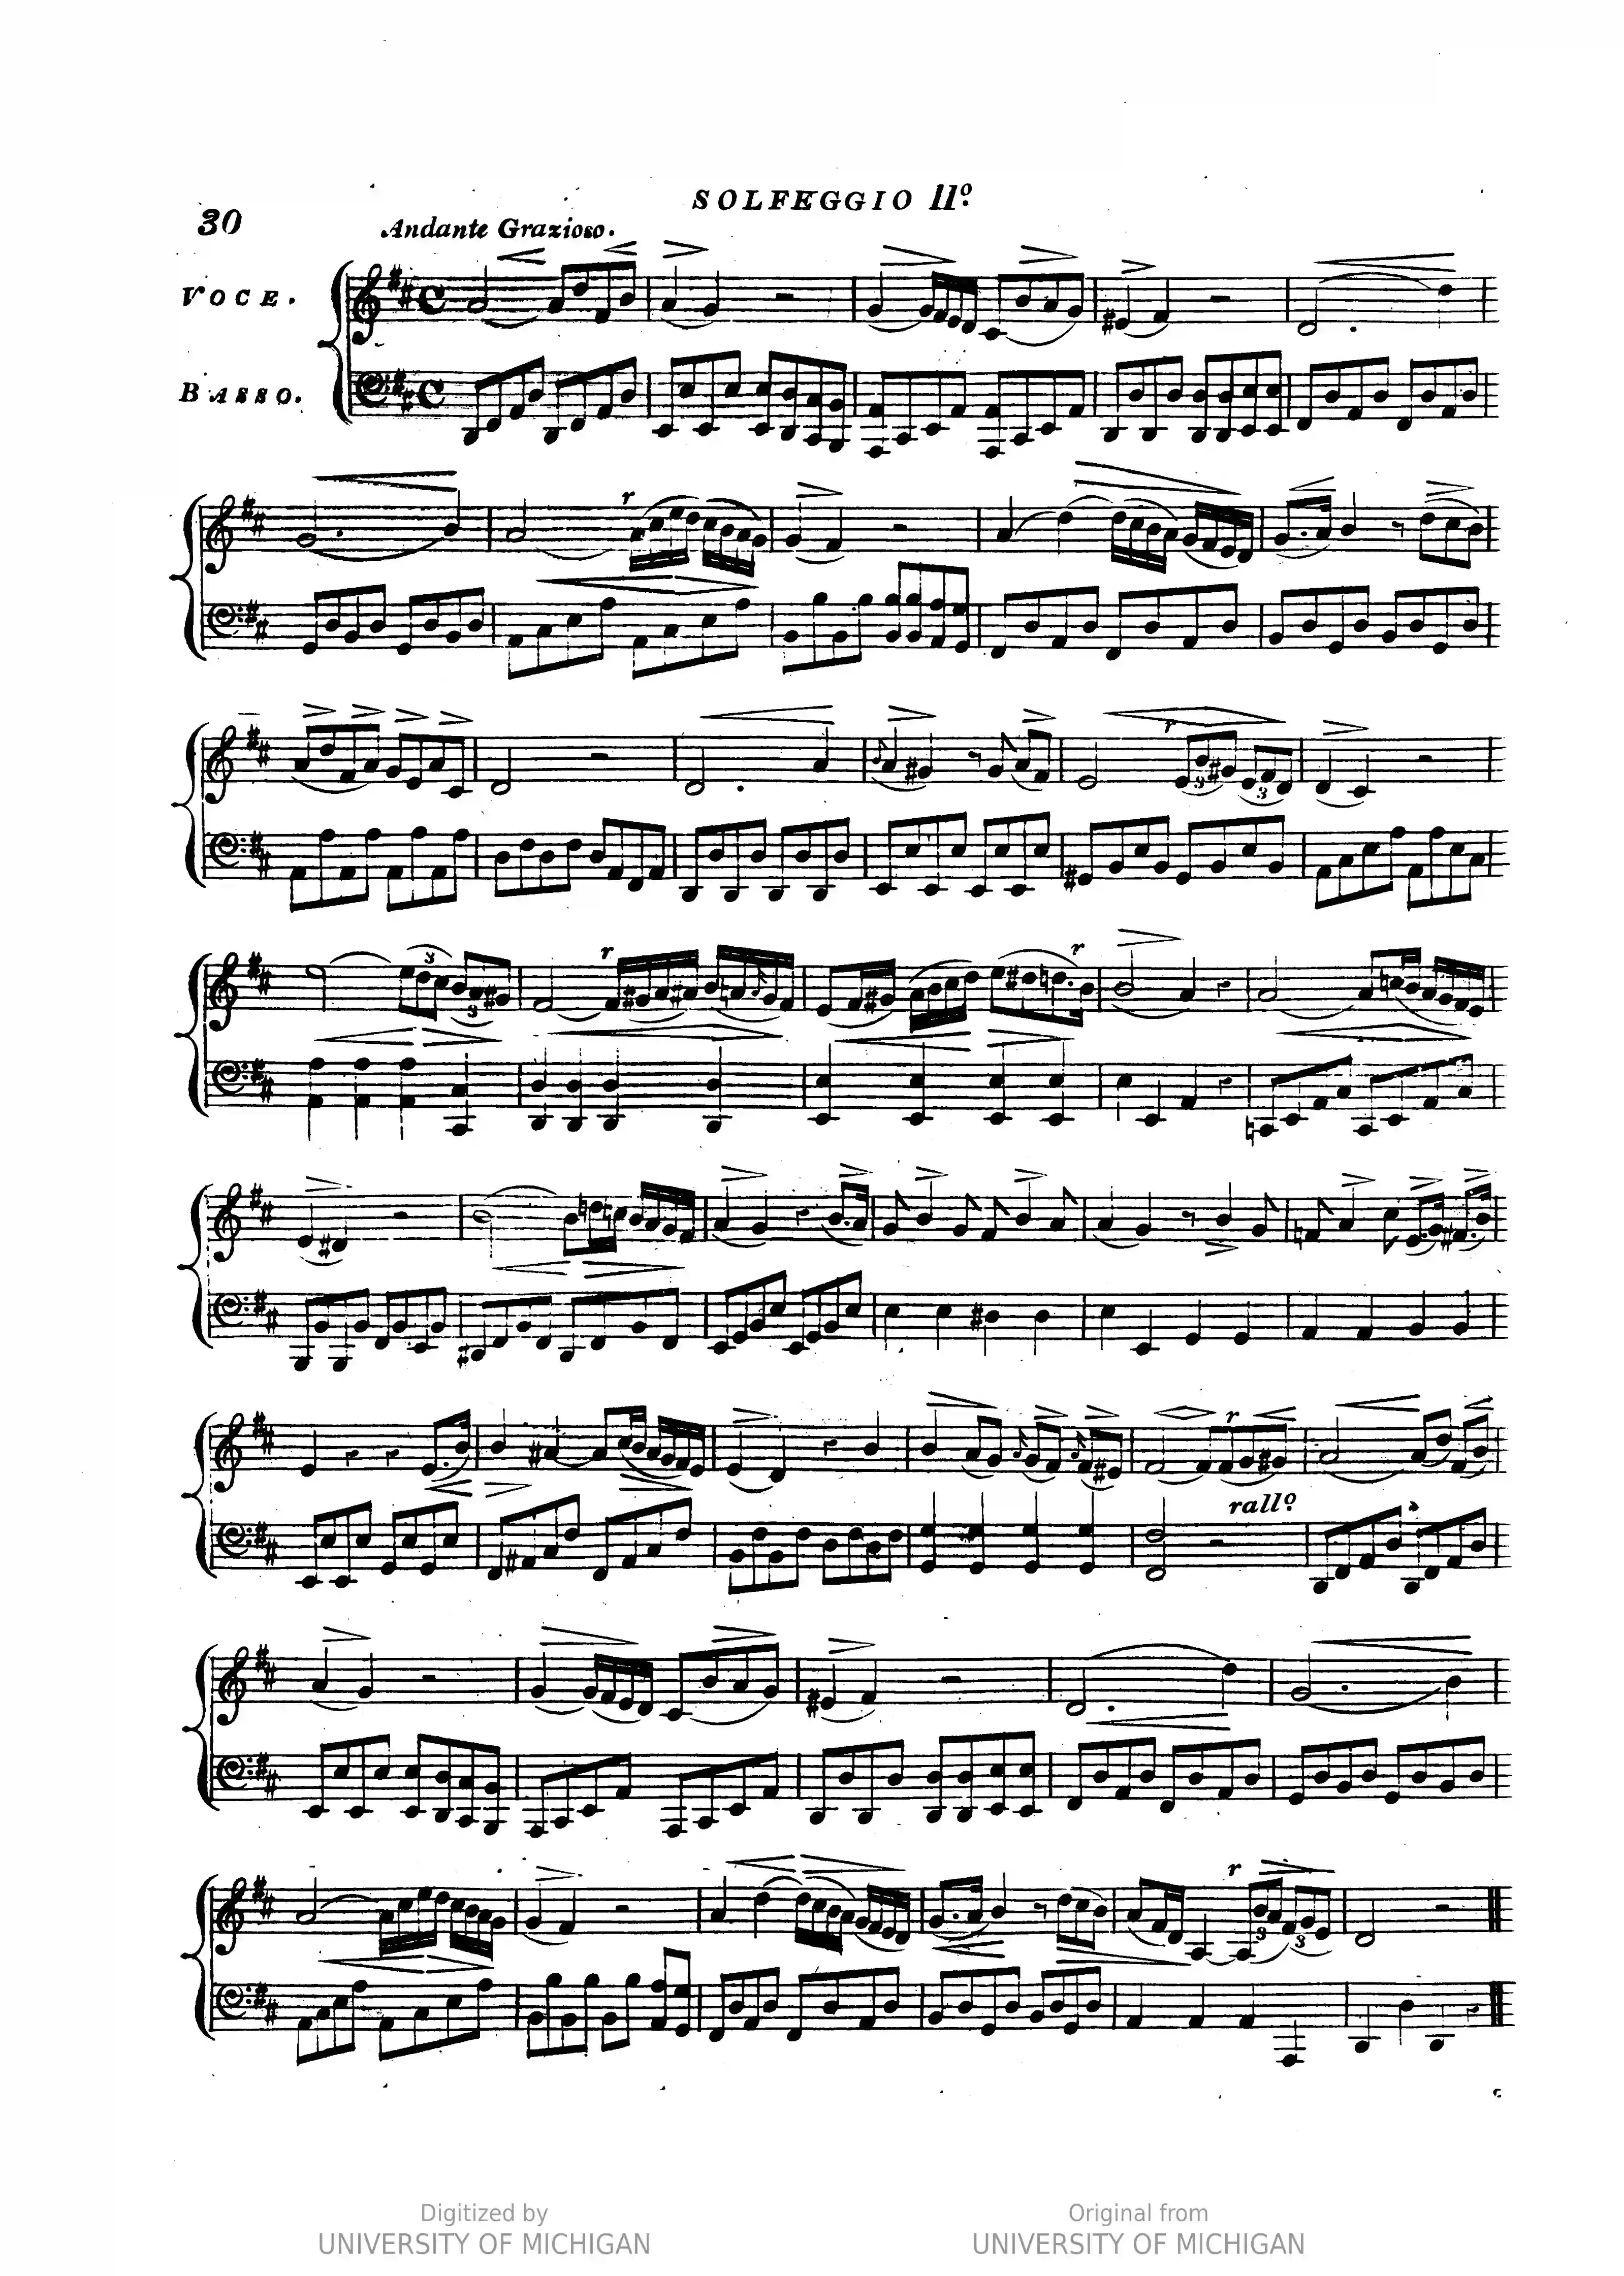 SOLFEGGIO 11º
30
Andante Grazioso.
VOCE.
BASSO.
r
r
3
3
3
3
r
r
rallº
r
r
3
3
Digitized by
UNIVERSITY OF MICHIGAN
Original from
UNIVERSITY OF MICHIGAN